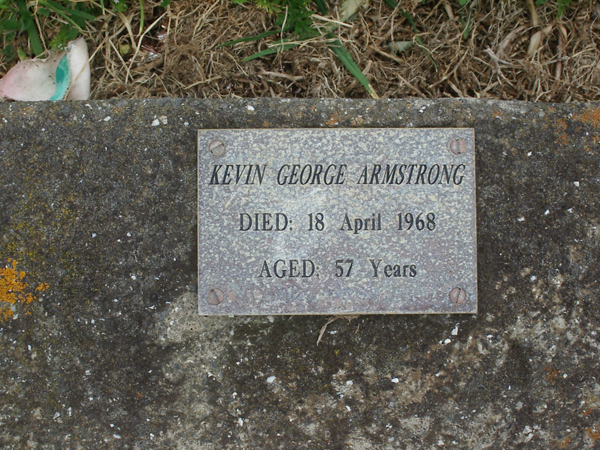 KEVIN GEORGE ARMSTRONG
DIED: 18 April 1968
AGED: 57 Years